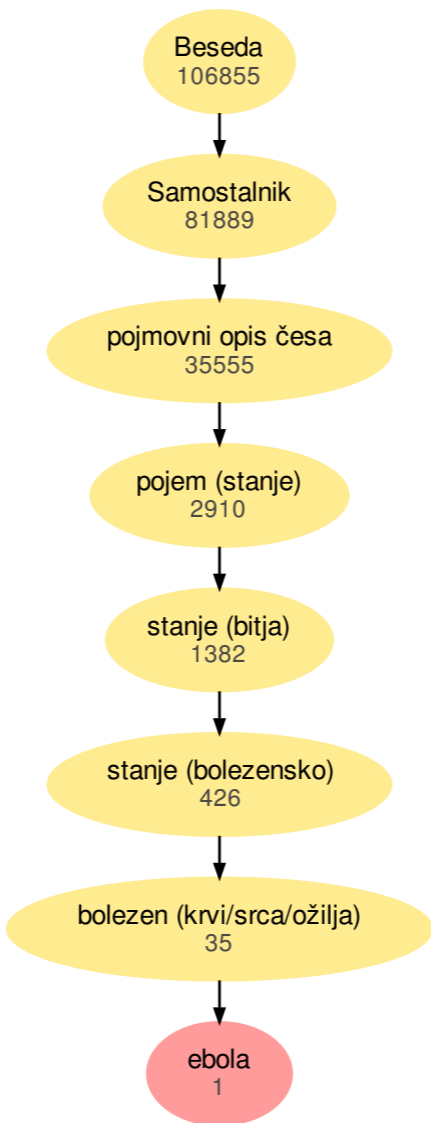 Beseda
106855
Samostalnik
81889
pojmovni opis česa
35555
pojem (stanje)
2910
stanje (bitja)
1382
stanje (bolezensko)
426
bolezen (krvi/srca/ožilja)
35
ebola
1